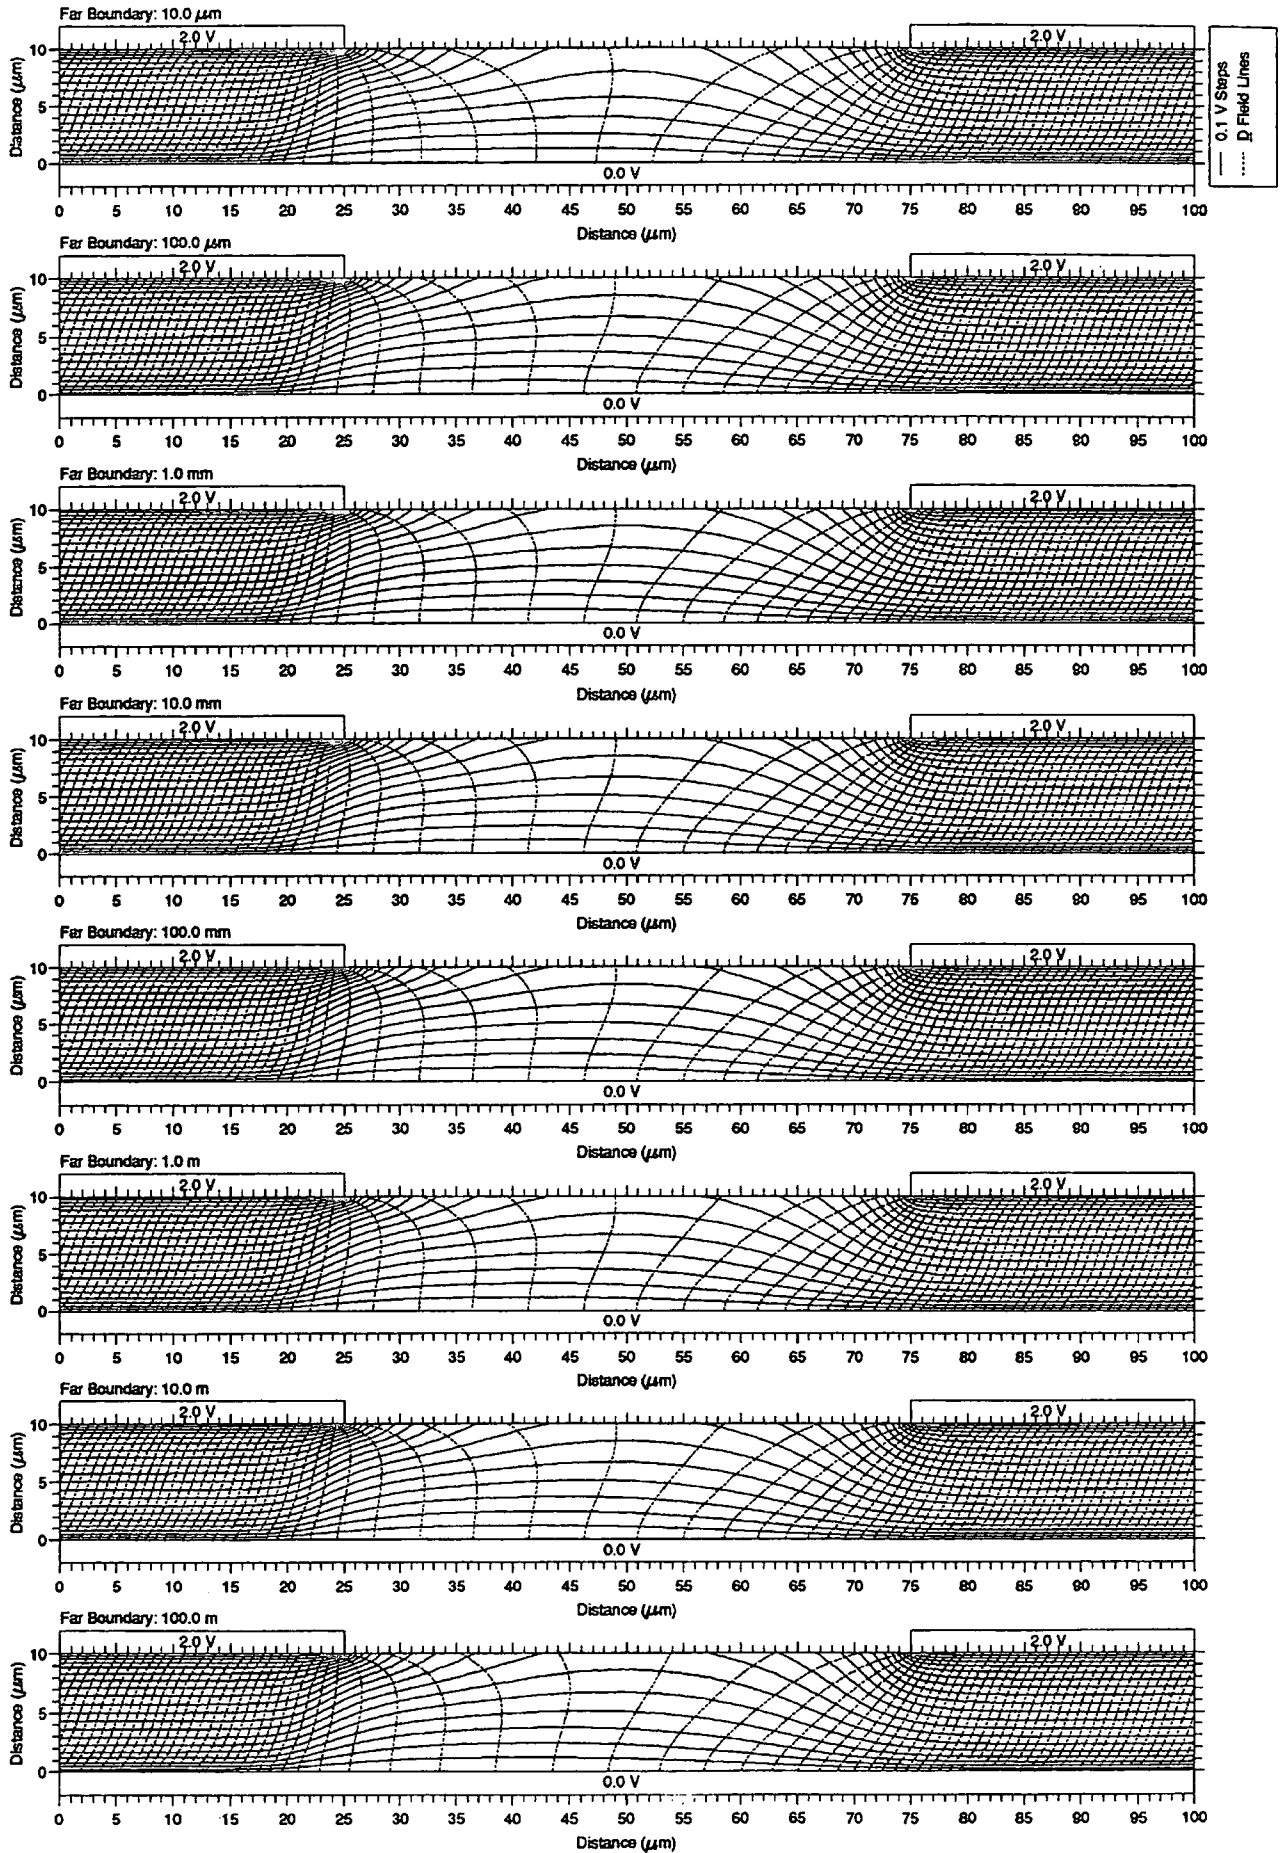 Far Boundary: 10.0 μm
2.0 V
2.0 V
10
5
0
Distance (μm)
0.0 V
0 5 10 15 20 25 30 35 40 45 50 55 60 65 70 75 80 85 90 95 100
Distance (μm)
0.1 V Steps
D Field Lines
Far Boundary: 100.0 μm
2.0 V
2.0 V
10
5
0
Distance (μm)
0.0 V
0 5 10 15 20 25 30 35 40 45 50 55 60 65 70 75 80 85 90 95 100
Distance (μm)
Far Boundary: 1.0 mm
2.0 V
2.0 V
10
5
0
Distance (μm)
0.0 V
0 5 10 15 20 25 30 35 40 45 50 55 60 65 70 75 80 85 90 95 100
Distance (μm)
Far Boundary: 10.0 mm
2.0 V
2.0 V
10
5
0
Distance (μm)
0.0 V
0 5 10 15 20 25 30 35 40 45 50 55 60 65 70 75 80 85 90 95 100
Distance (μm)
Far Boundary: 100.0 mm
2.0 V
2.0 V
10
5
0
Distance (μm)
0.0 V
0 5 10 15 20 25 30 35 40 45 50 55 60 65 70 75 80 85 90 95 100
Distance (μm)
Far Boundary: 1.0 m
2.0 V
2.0 V
10
5
0
Distance (μm)
0.0 V
0 5 10 15 20 25 30 35 40 45 50 55 60 65 70 75 80 85 90 95 100
Distance (μm)
Far Boundary: 10.0 m
2.0 V
2.0 V
10
5
0
Distance (μm)
0.0 V
0 5 10 15 20 25 30 35 40 45 50 55 60 65 70 75 80 85 90 95 100
Distance (μm)
Far Boundary: 100.0 m
2.0 V
2.0 V
10
5
0
Distance (μm)
0.0 V
0 5 10 15 20 25 30 35 40 45 50 55 60 65 70 75 80 85 90 95 100
Distance (μm)